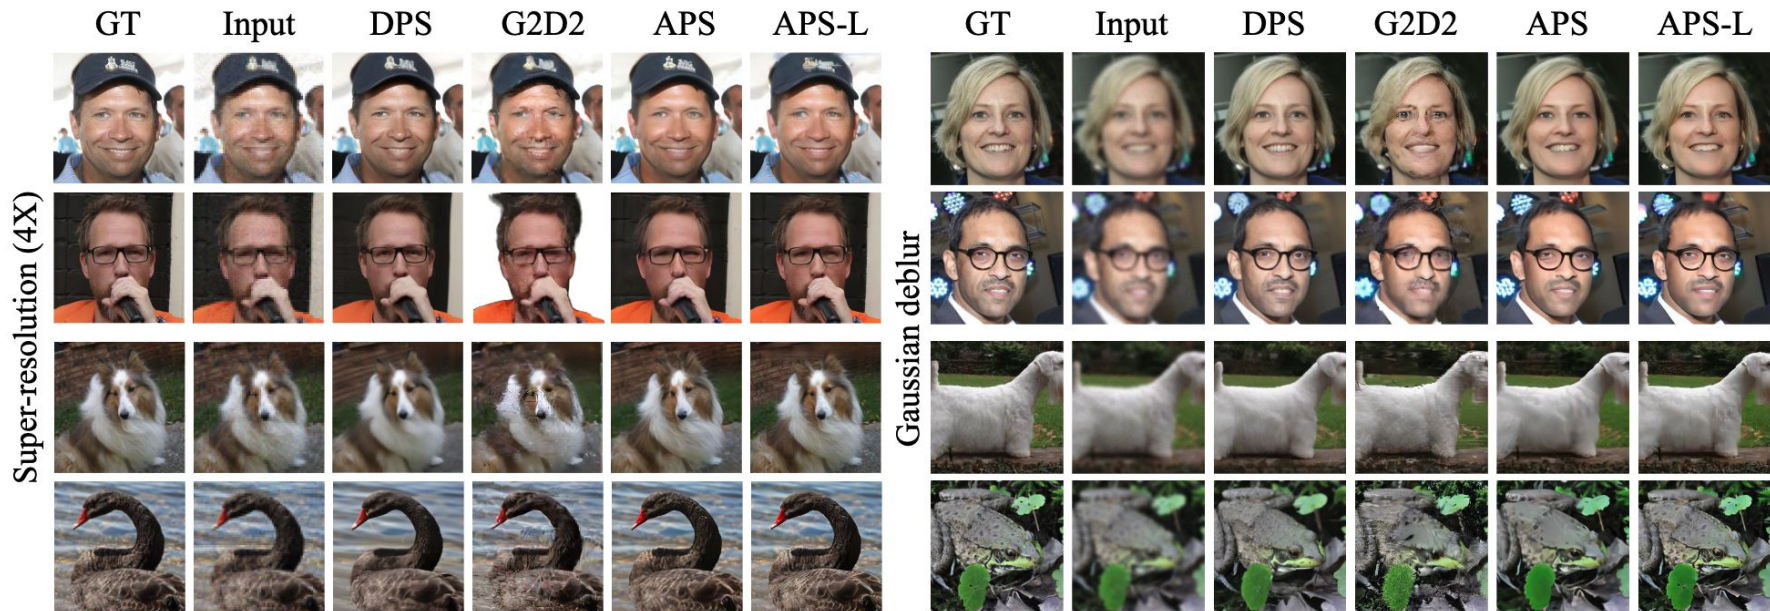 GT Input DPS G2D2 APS APS-L GT Input DPS G2D2 APS APS-L
Super-resolution (4X)
Gaussian deblur